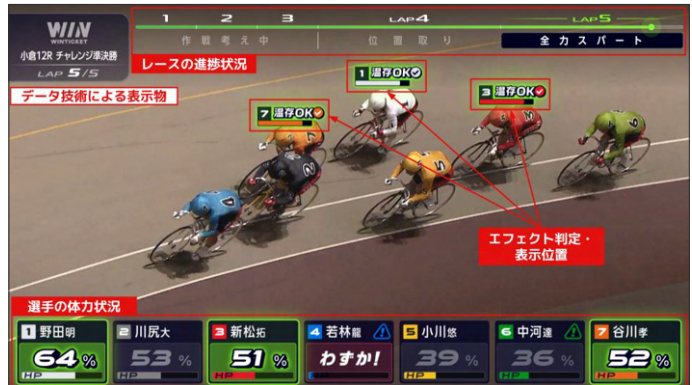 1 2 3 LAP4 LAP5
作戦考え中 位置取り 全力スパート
WIN
WINTICKET
小倉12R チャレンジ準決勝
LAP 5/5
レースの進捗状況
データ技術による表示物
1 温存OK
3 温存OK
7 温存OK
7
1
3
6
5
2
4
エフェクト判定・
表示位置
選手の体力状況
1 野田明 2 川尻大 3 新松拓 4 若林龍 5 小川悠 6 中河達 7 谷川孝
64% 53% 51% わずか! 39% 36% 52%
HP HP HP HP HP HP